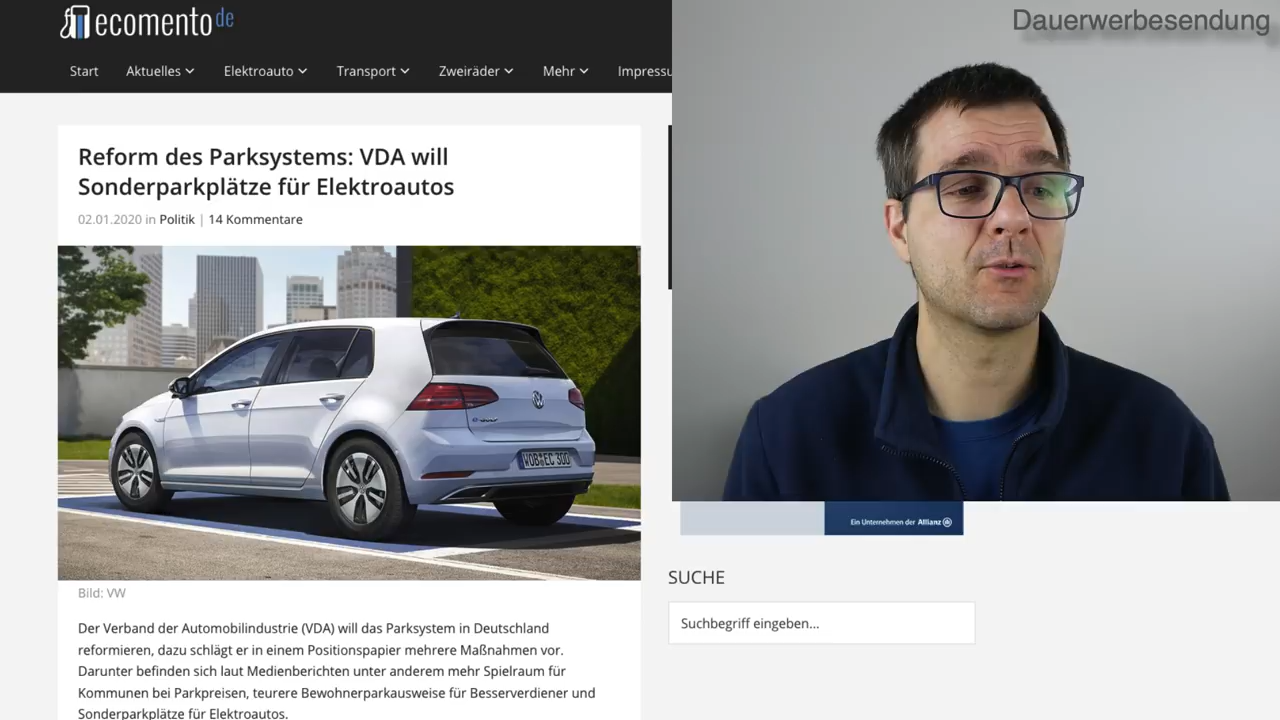 ecomento de
Dauerwerbesendung
Start Aktuelles Elektroauto Transport Zweiräder Mehr Impressu
Reform des Parksystems: VDA will
Sonderparkplätze für Elektroautos
02.01.2020 in Politik | 14 Kommentare
WOB EC 300
Bild: VW
Der Verband der Automobilindustrie (VDA) will das Parksystem in Deutschland
reformieren, dazu schlägt er in einem Positionspapier mehrere Maßnahmen vor.
Darunter befinden sich laut Medienberichten unter anderem mehr Spielraum für
Kommunen bei Parkpreisen, teurere Bewohnerparkausweise für Besserverdiener und
Sonderparkplätze für Elektroautos.
Ein Unternehmen der Allianz
SUCHE
Suchbegriff eingeben...